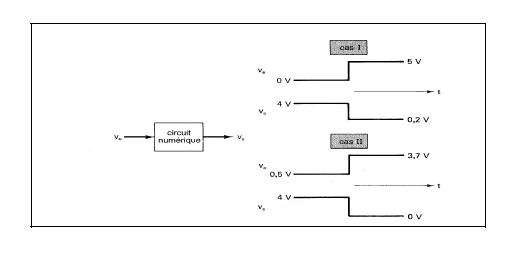 cas I
vₑ
0 V
5 V
t
4 V
vₛ
0,2 V
vₑ
circuit
numérique
vₛ
cas II
vₑ
0,5 V
3,7 V
t
4 V
vₛ
0 V